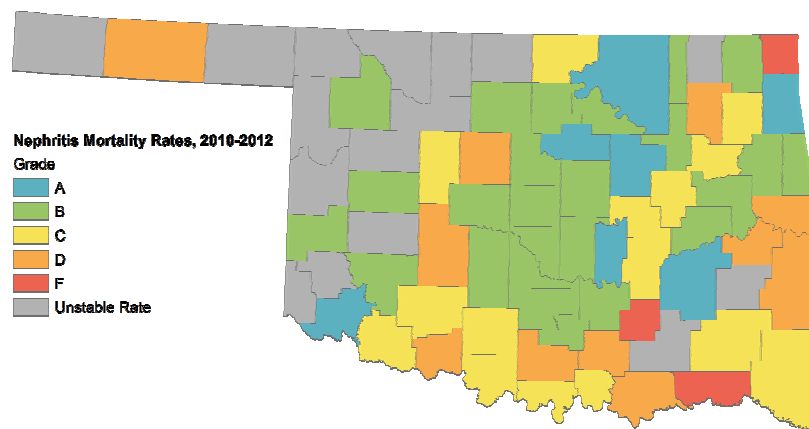 Nephritis Mortality Rates, 2010-2012
Grade
A
B
C
D
F
Unstable Rate